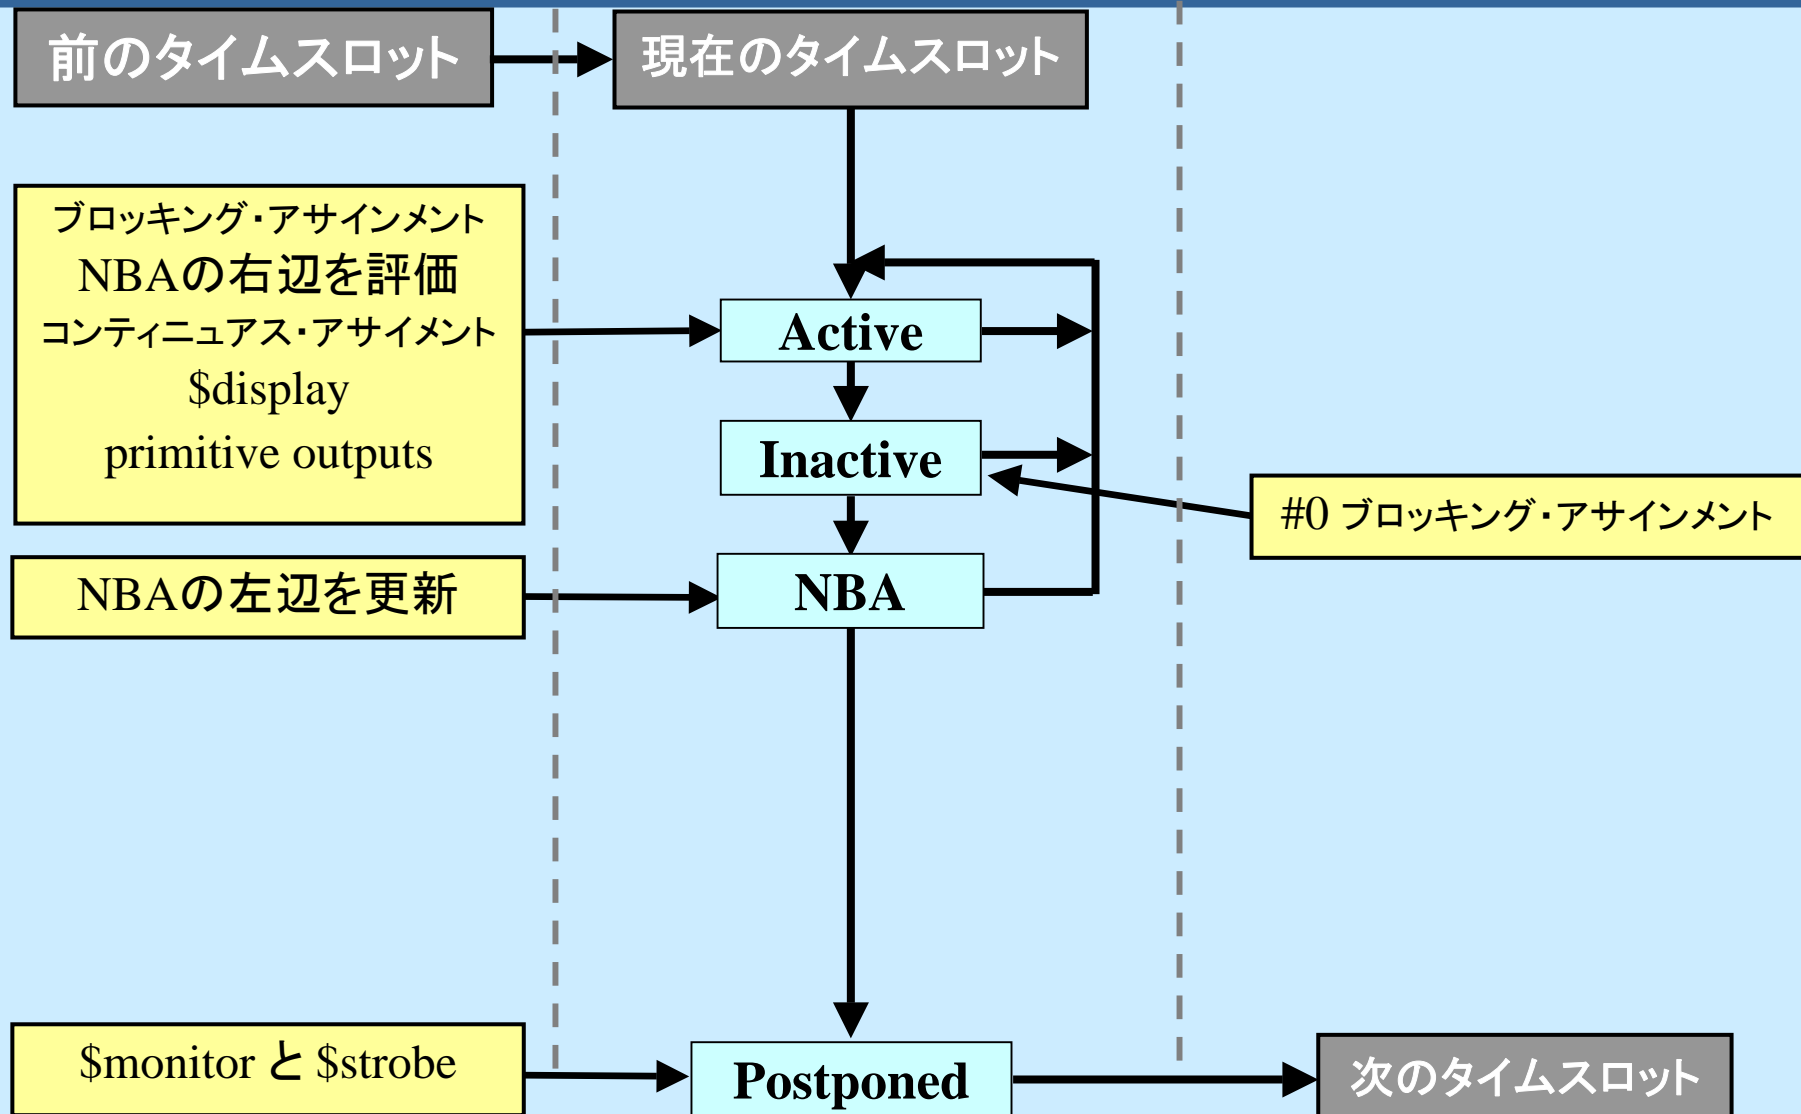 前のタイムスロット
現在のタイムスロット
ブロッキング・アサインメント
NBAの右辺を評価
コンティニュアス・アサイメント
$display
primitive outputs
Active
Inactive
#0 ブロッキング・アサインメント
NBAの左辺を更新
NBA
$monitor と $strobe
Postponed
次のタイムスロット